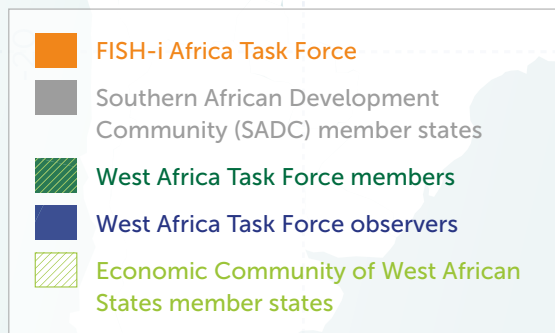 FISH-i Africa Task Force
Southern African Development
Community (SADC) member states
West Africa Task Force members
West Africa Task Force observers
Economic Community of West African
States member states